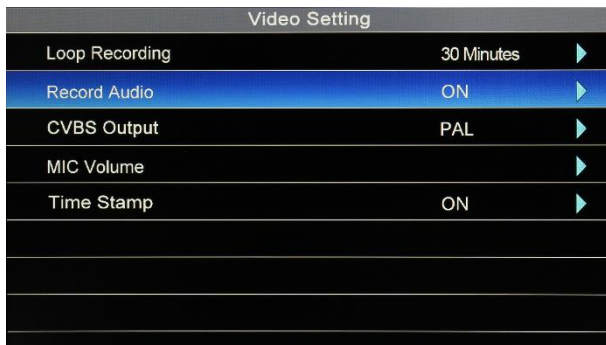 Video Setting
Loop Recording 30 Minutes
Record Audio ON
CVBS Output PAL
MIC Volume
Time Stamp ON